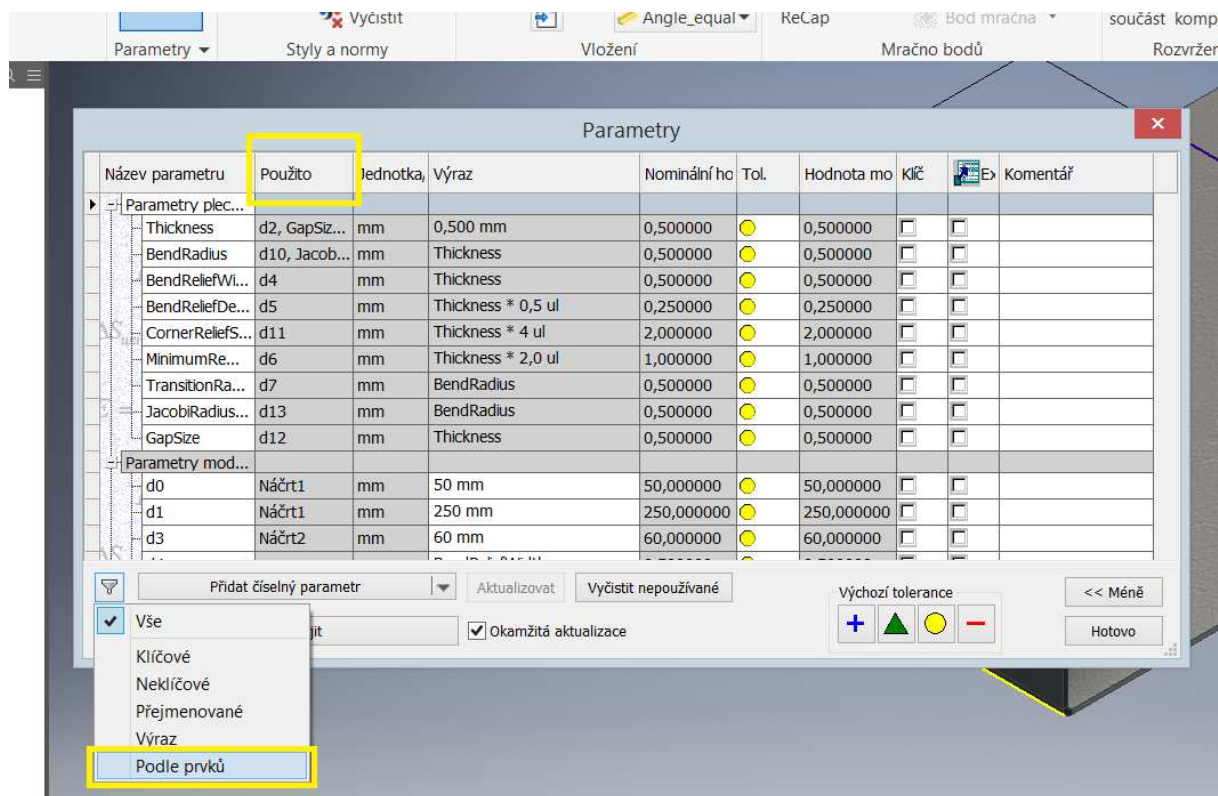 Vyčistit Angle_equal ReCap Bod mračna součást komp
Parametry Styly a normy Vložení Mračno bodů Rozvržer
Parametry
Název parametru Použito Jednotka, Výraz Nominální ho Tol. Hodnota mo Klíč Ex Komentář
Parametry plec...
Thickness d2, GapSiz... mm 0,500 mm 0,500000 0,500000
BendRadius d10, Jacob... mm Thickness 0,500000 0,500000
BendReliefWi... d4 mm Thickness 0,500000 0,500000
BendReliefDe... d5 mm Thickness * 0,5 ul 0,250000 0,250000
CornerReliefS... d11 mm Thickness * 4 ul 2,000000 2,000000
MinimumRe... d6 mm Thickness * 2,0 ul 1,000000 1,000000
TransitionRa... d7 mm BendRadius 0,500000 0,500000
JacobiRadius... d13 mm BendRadius 0,500000 0,500000
GapSize d12 mm Thickness 0,500000 0,500000
Parametry mod...
d0 Náčrt1 mm 50 mm 50,000000 50,000000
d1 Náčrt1 mm 250 mm 250,000000 250,000000
d3 Náčrt2 mm 60 mm 60,000000 60,000000
Přidat číselný parametr Aktualizovat Vyčistit nepoužívané Výchozí tolerance << Méně
Vše jit Okamžitá aktualizace Hotovo
Klíčové
Neklíčové
Přejmenované
Výraz
Podle prvků